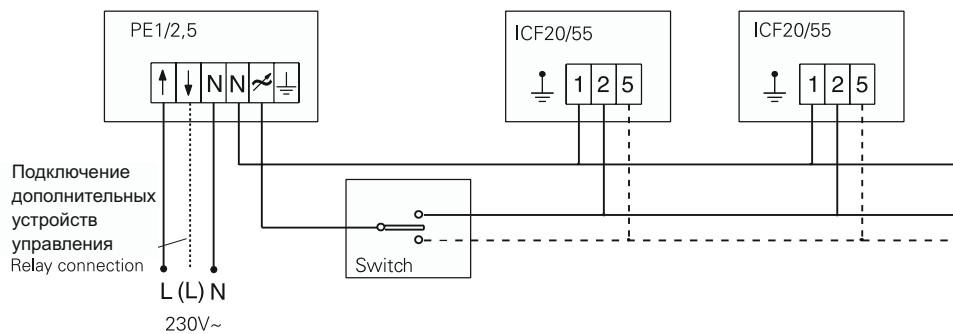 PE1/2,5
N N
ICF20/55
1 2 5
ICF20/55
1 2 5
Подключение
дополнительных
устройств
управления
Relay connection
Switch
L (L) N
230V~